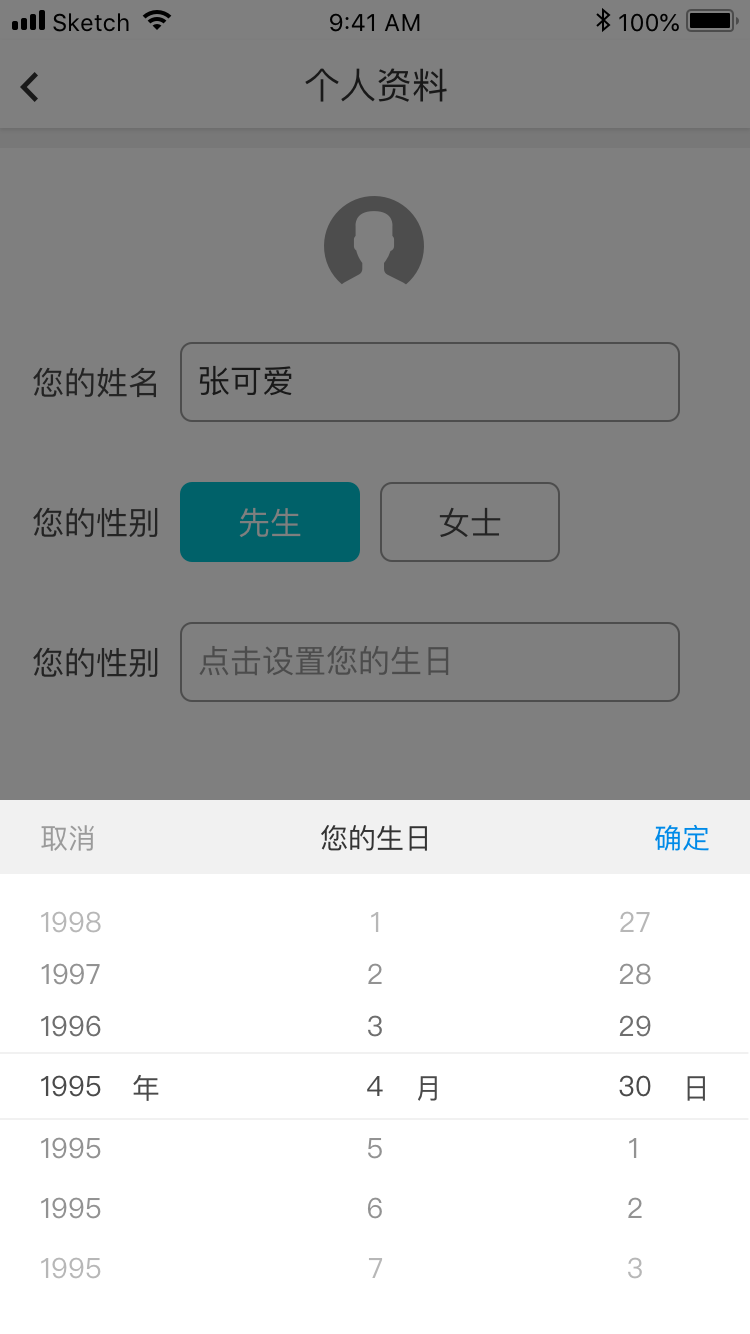 Sketch 9:41 AM 100%
个人资料
您的姓名 张可爱
您的性别 先生 女士
您的性别 点击设置您的生日
取消 您的生日 确定
1998 1 27
1997 2 28
1996 3 29
1995 年 4 月 30 日
1995 5 1
1995 6 2
1995 7 3